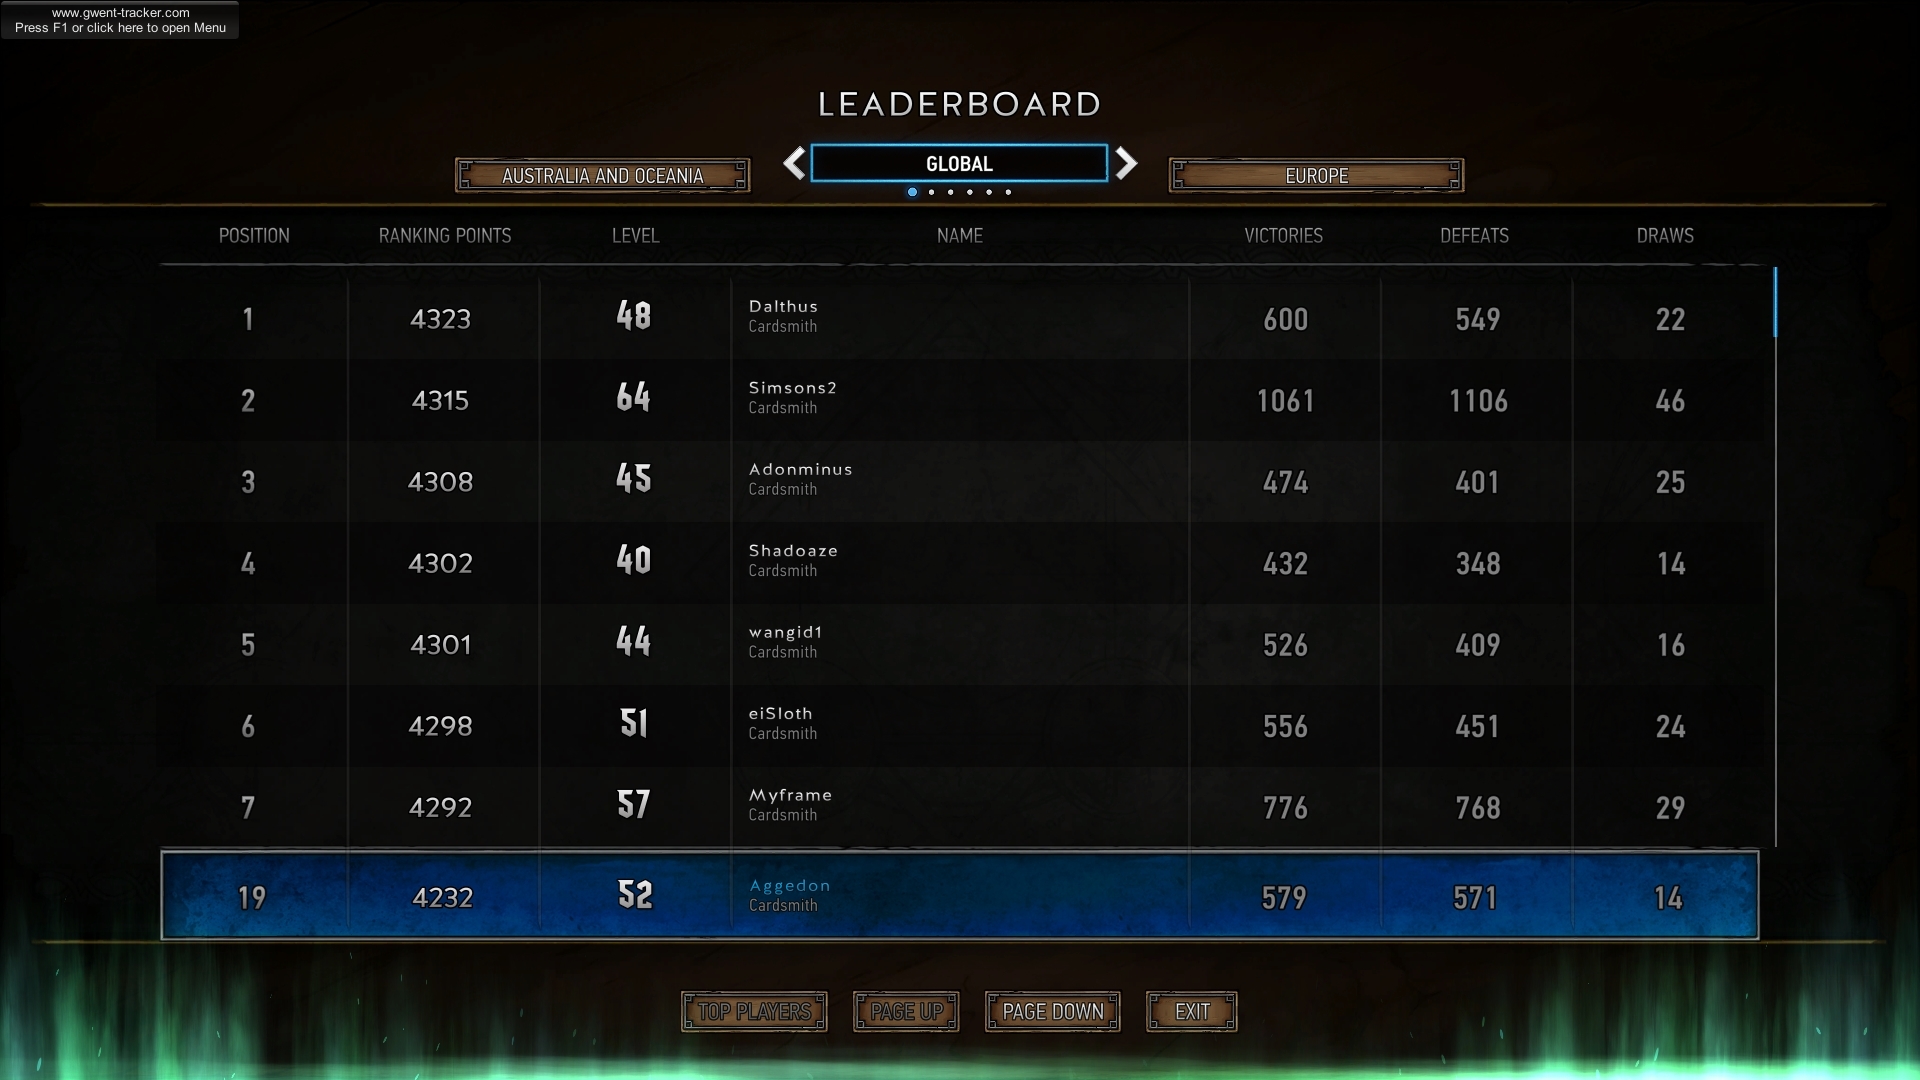 www.gwent-tracker.com
Press F1 or click here to open Menu
LEADERBOARD
AUSTRALIA AND OCEANIA
GLOBAL
EUROPE
POSITION RANKING POINTS LEVEL NAME VICTORIES DEFEATS DRAWS
1 4323 48 Dalthus 600 549 22
Cardsmith
2 4315 64 Simsons2 1061 1106 46
Cardsmith
3 4308 45 Adonminus 474 401 25
Cardsmith
4 4302 40 Shadoaze 432 348 14
Cardsmith
5 4301 44 wangid1 526 409 16
Cardsmith
6 4298 51 eiSloth 556 451 24
Cardsmith
7 4292 57 Myframe 776 768 29
Cardsmith
19 4232 52 Aggedon 579 571 14
Cardsmith
TOP PLAYERS PAGE UP PAGE DOWN EXIT